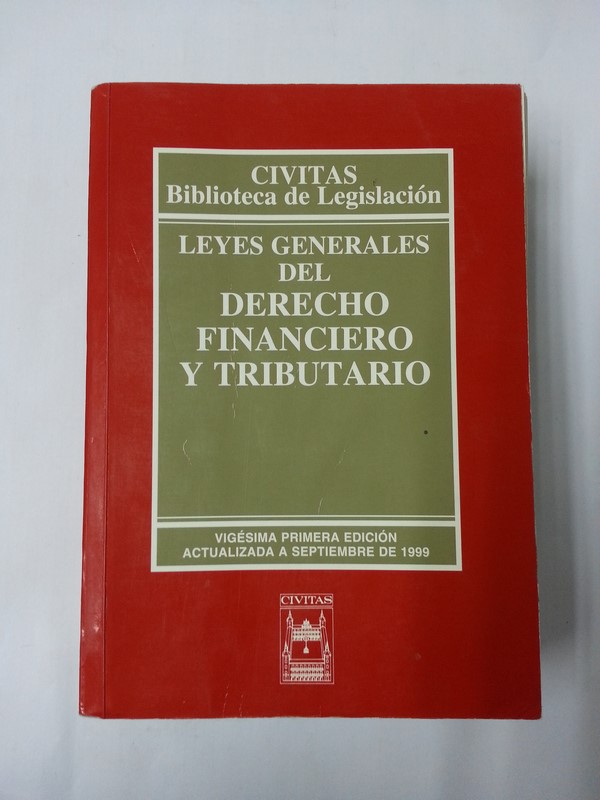 CIVITAS
Biblioteca de Legislación
LEYES GENERALES
DEL
DERECHO
FINANCIERO
Y TRIBUTARIO
VIGÉSIMA PRIMERA EDICIÓN
ACTUALIZADA A SEPTIEMBRE DE 1999
CIVITAS